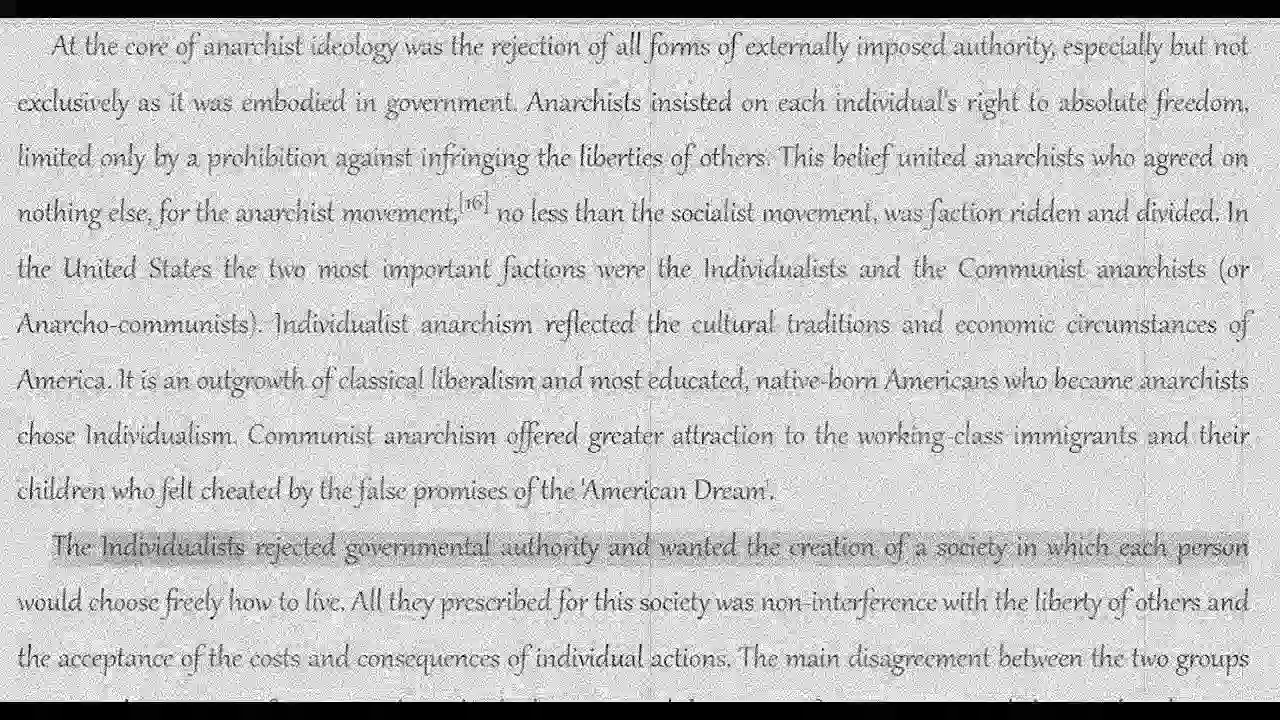 At the core of anarchist ideology was the rejection of all forms of externally imposed authority, especially but not
exclusively as it was embodied in government. Anarchists insisted on each individual's right to absolute freedom,
limited only by a prohibition against infringing the liberties of others. This belief united anarchists who agreed on
nothing else, for the anarchist movement,[16] no less than the socialist movement, was faction ridden and divided. In
the United States the two most important factions were the Individualists and the Communist anarchists (or
Anarcho-communists). Individualist anarchism reflected the cultural traditions and economic circumstances of
America. It is an outgrowth of classical liberalism and most educated, native-born Americans who became anarchists
chose Individualism. Communist anarchism offered greater attraction to the working-class immigrants and their
children who felt cheated by the false promises of the 'American Dream'.
The Individualists rejected governmental authority and wanted the creation of a society in which each person
would choose freely how to live. All they prescribed for this society was non-interference with the liberty of others and
the acceptance of the costs and consequences of individual actions. The main disagreement between the two groups